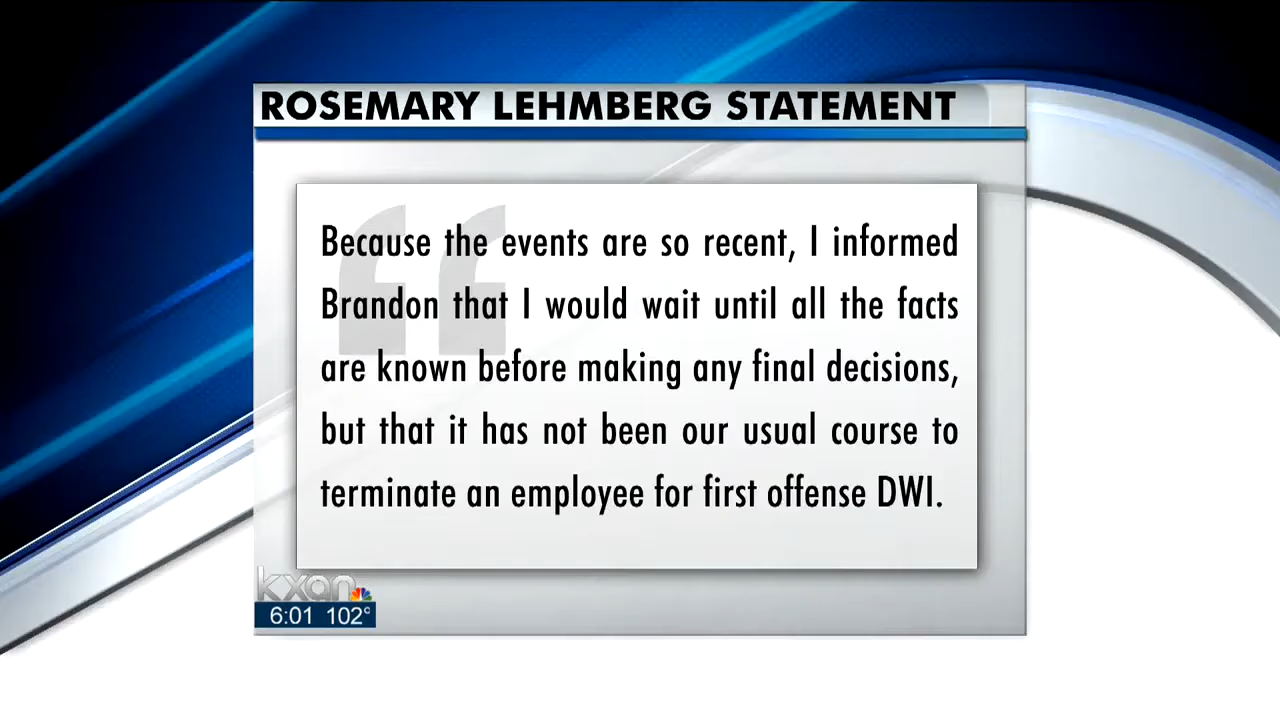 ROSEMARY LEHMBERG STATEMENT
Because the events are so recent, I informed
Brandon that I would wait until all the facts
are known before making any final decisions,
but that it has not been our usual course to
terminate an employee for first offense DWI.
kxan
6:01 102°